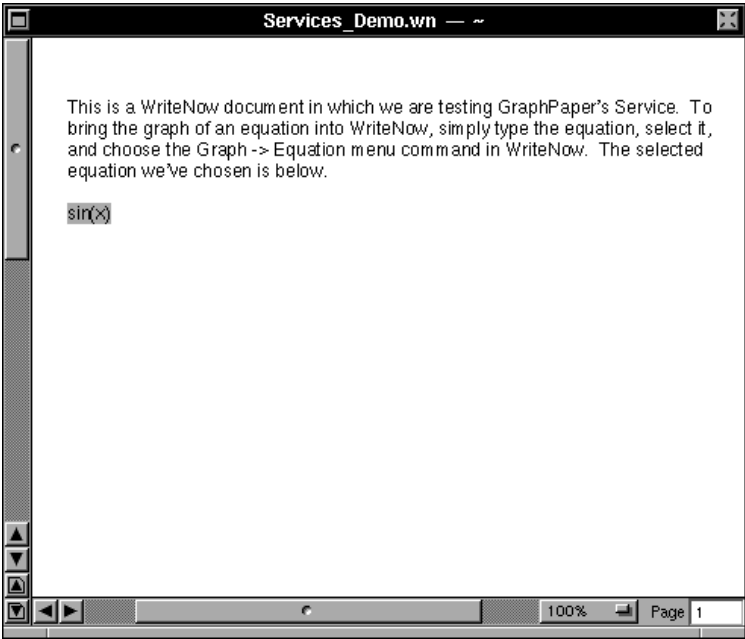 Services_Demo.wn — ~
This is a WriteNow document in which we are testing GraphPaper's Service.  To
bring the graph of an equation into WriteNow, simply type the equation, select it,
and choose the Graph -> Equation menu command in WriteNow.  The selected
equation we've chosen is below.
sin(x)
100%
Page 1